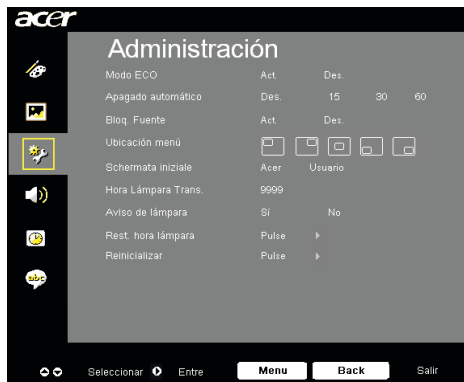 acer
Administración
Modo ECO Act. Des.
Apagado automático Des. 15 30 60
Bloq. Fuente Act. Des.
Ubicación menú
Schermata iniziale Acer Usuario
Hora Lámpara Trans. 9999
Aviso de lámpara Sí No
Rest. hora lámpara Pulse
Reinicializar Pulse
abc
Seleccionar Entre Menu Back Salir